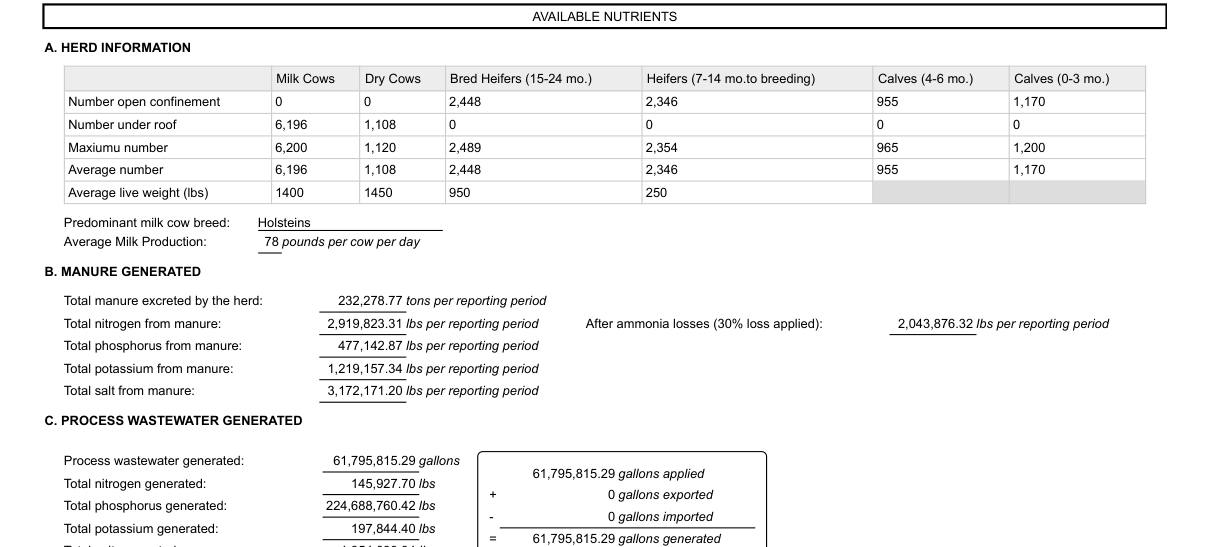 AVAILABLE NUTRIENTS
A. HERD INFORMATION
Milk Cows Dry Cows Bred Heifers (15-24 mo.) Heifers (7-14 mo.to breeding) Calves (4-6 mo.) Calves (0-3 mo.)
Number open confinement 0 0 2,448 2,346 955 1,170
Number under roof 6,196 1,108 0 0 0 0
Maxiumu number 6,200 1,120 2,489 2,354 965 1,200
Average number 6,196 1,108 2,448 2,346 955 1,170
Average live weight (lbs) 1400 1450 950 250
Predominant milk cow breed: Holsteins
Average Milk Production: 78 pounds per cow per day
B. MANURE GENERATED
Total manure excreted by the herd: 232,278.77 tons per reporting period
Total nitrogen from manure: 2,919,823.31 lbs per reporting period After ammonia losses (30% loss applied): 2,043,876.32 lbs per reporting period
Total phosphorus from manure: 477,142.87 lbs per reporting period
Total potassium from manure: 1,219,157.34 lbs per reporting period
Total salt from manure: 3,172,171.20 lbs per reporting period
C. PROCESS WASTEWATER GENERATED
Process wastewater generated: 61,795,815.29 gallons
61,795,815.29 gallons applied
Total nitrogen generated: 145,927.70 lbs
+ 0 gallons exported
Total phosphorus generated: 224,688,760.42 lbs
- 0 gallons imported
Total potassium generated: 197,844.40 lbs
= 61,795,815.29 gallons generated